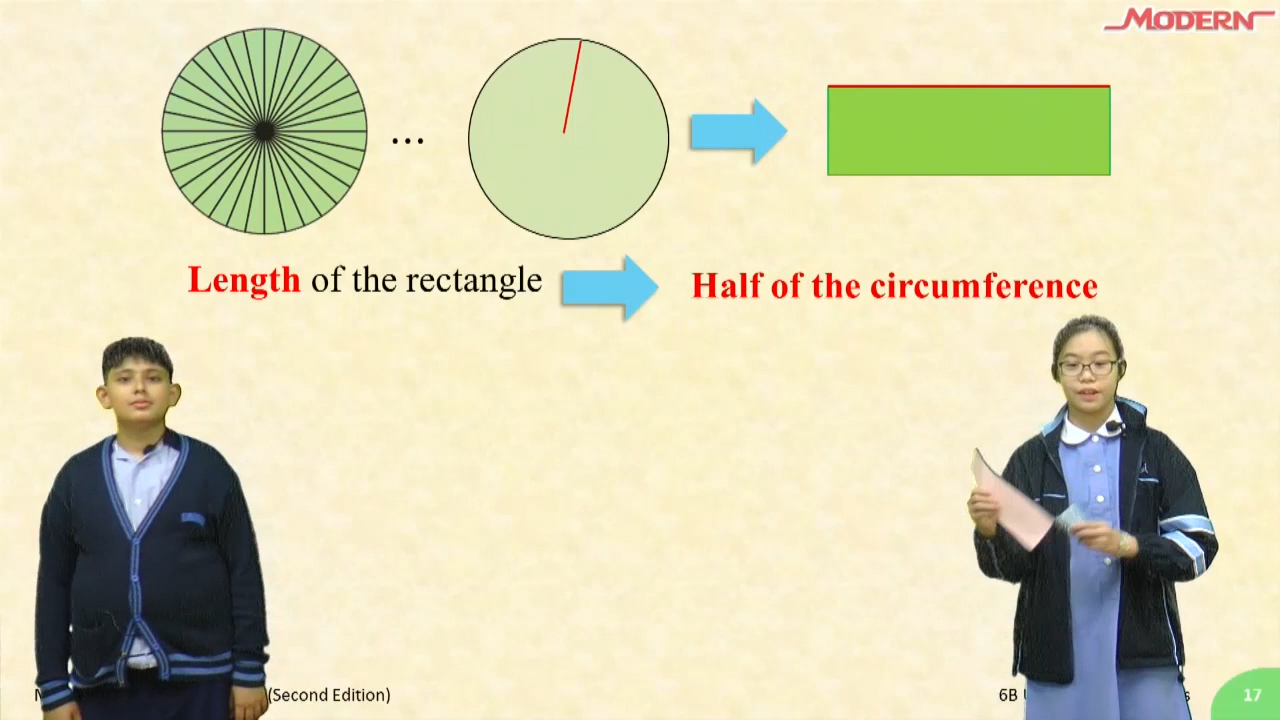 MODERN
...
Length of the rectangle
Half of the circumference
(Second Edition)
6B
17